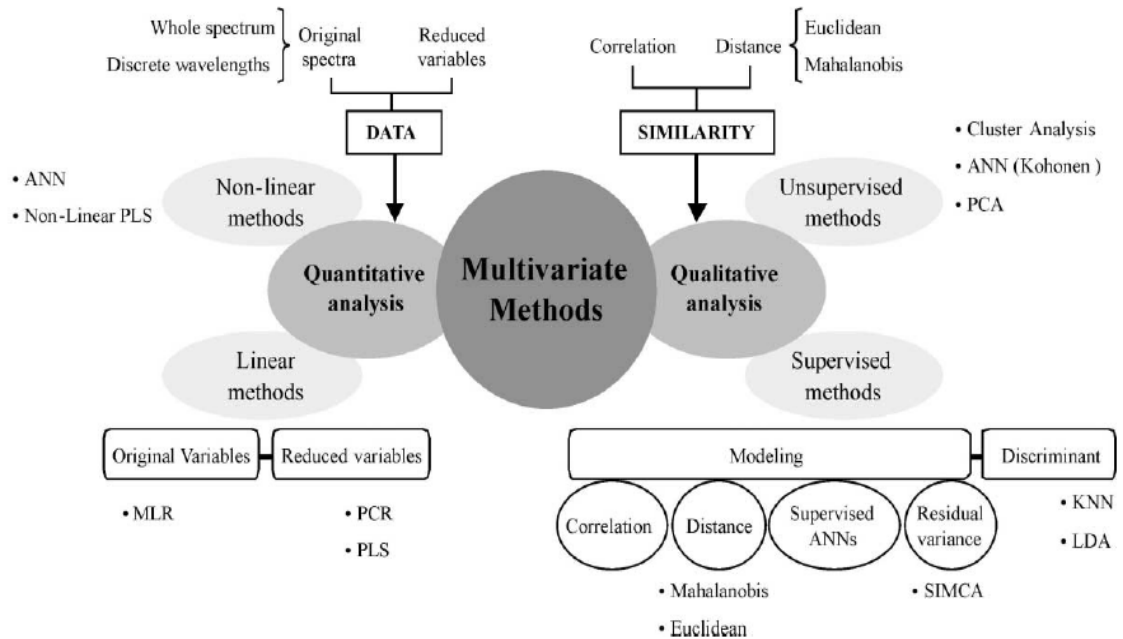 Whole spectrum
Discrete wavelengths
Original
spectra
Reduced
variables
DATA
Correlation
Distance
Euclidean
Mahalanobis
SIMILARITY
• ANN
• Non-Linear PLS
Non-linear
methods
Quantitative
analysis
Linear
methods
Multivariate
Methods
Qualitative
analysis
Unsupervised
methods
• Cluster Analysis
• ANN (Kohonen )
• PCA
Supervised
methods
Original Variables
Reduced variables
• MLR
• PCR
• PLS
Modeling
Discriminant
Correlation
Distance
Supervised
ANNs
Residual
variance
• KNN
• LDA
• Mahalanobis
• Euclidean
• SIMCA